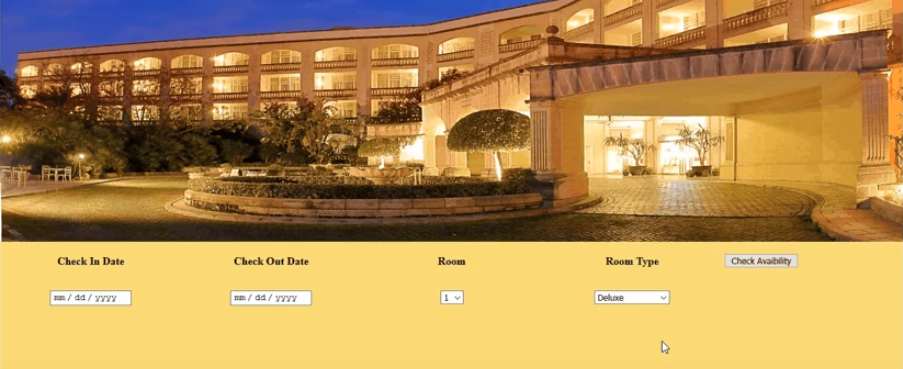 Check In Date Check Out Date Room Room Type Check Avaibility
mm / dd / yyyy mm / dd / yyyy 1 Deluxe